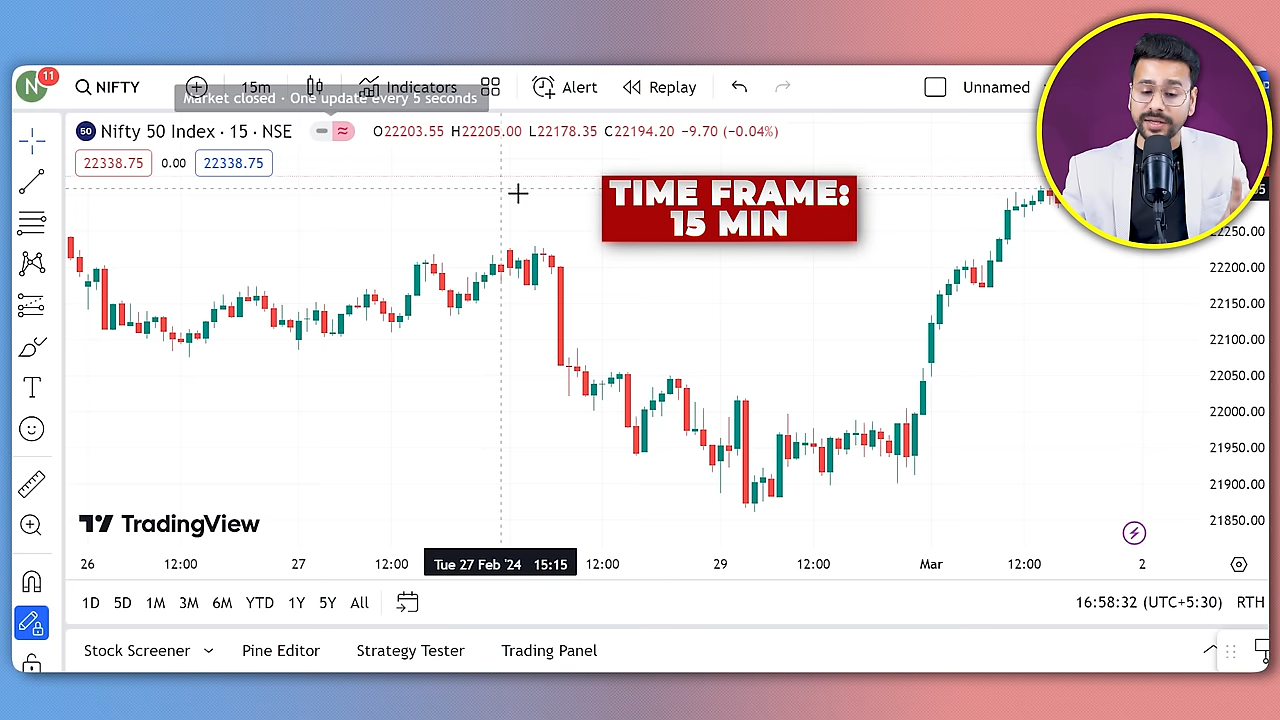 N
11
NIFTY
15m
Indicators
Alert
Replay
Unnamed
Market closed · One update every 5 seconds
50
Nifty 50 Index · 15 · NSE
O22203.55 H22205.00 L22178.35 C22194.20 −9.70 (−0.04%)
22338.75
0.00
22338.75
TIME FRAME:
15 MIN
22250.00
22200.00
22150.00
22100.00
22050.00
22000.00
21950.00
21900.00
21850.00
TradingView
26
12:00
27
12:00
Tue 27 Feb '24 15:15
12:00
29
12:00
Mar
12:00
2
1D 5D 1M 3M 6M YTD 1Y 5Y All
16:58:32 (UTC+5:30) RTH
Stock Screener
Pine Editor
Strategy Tester
Trading Panel